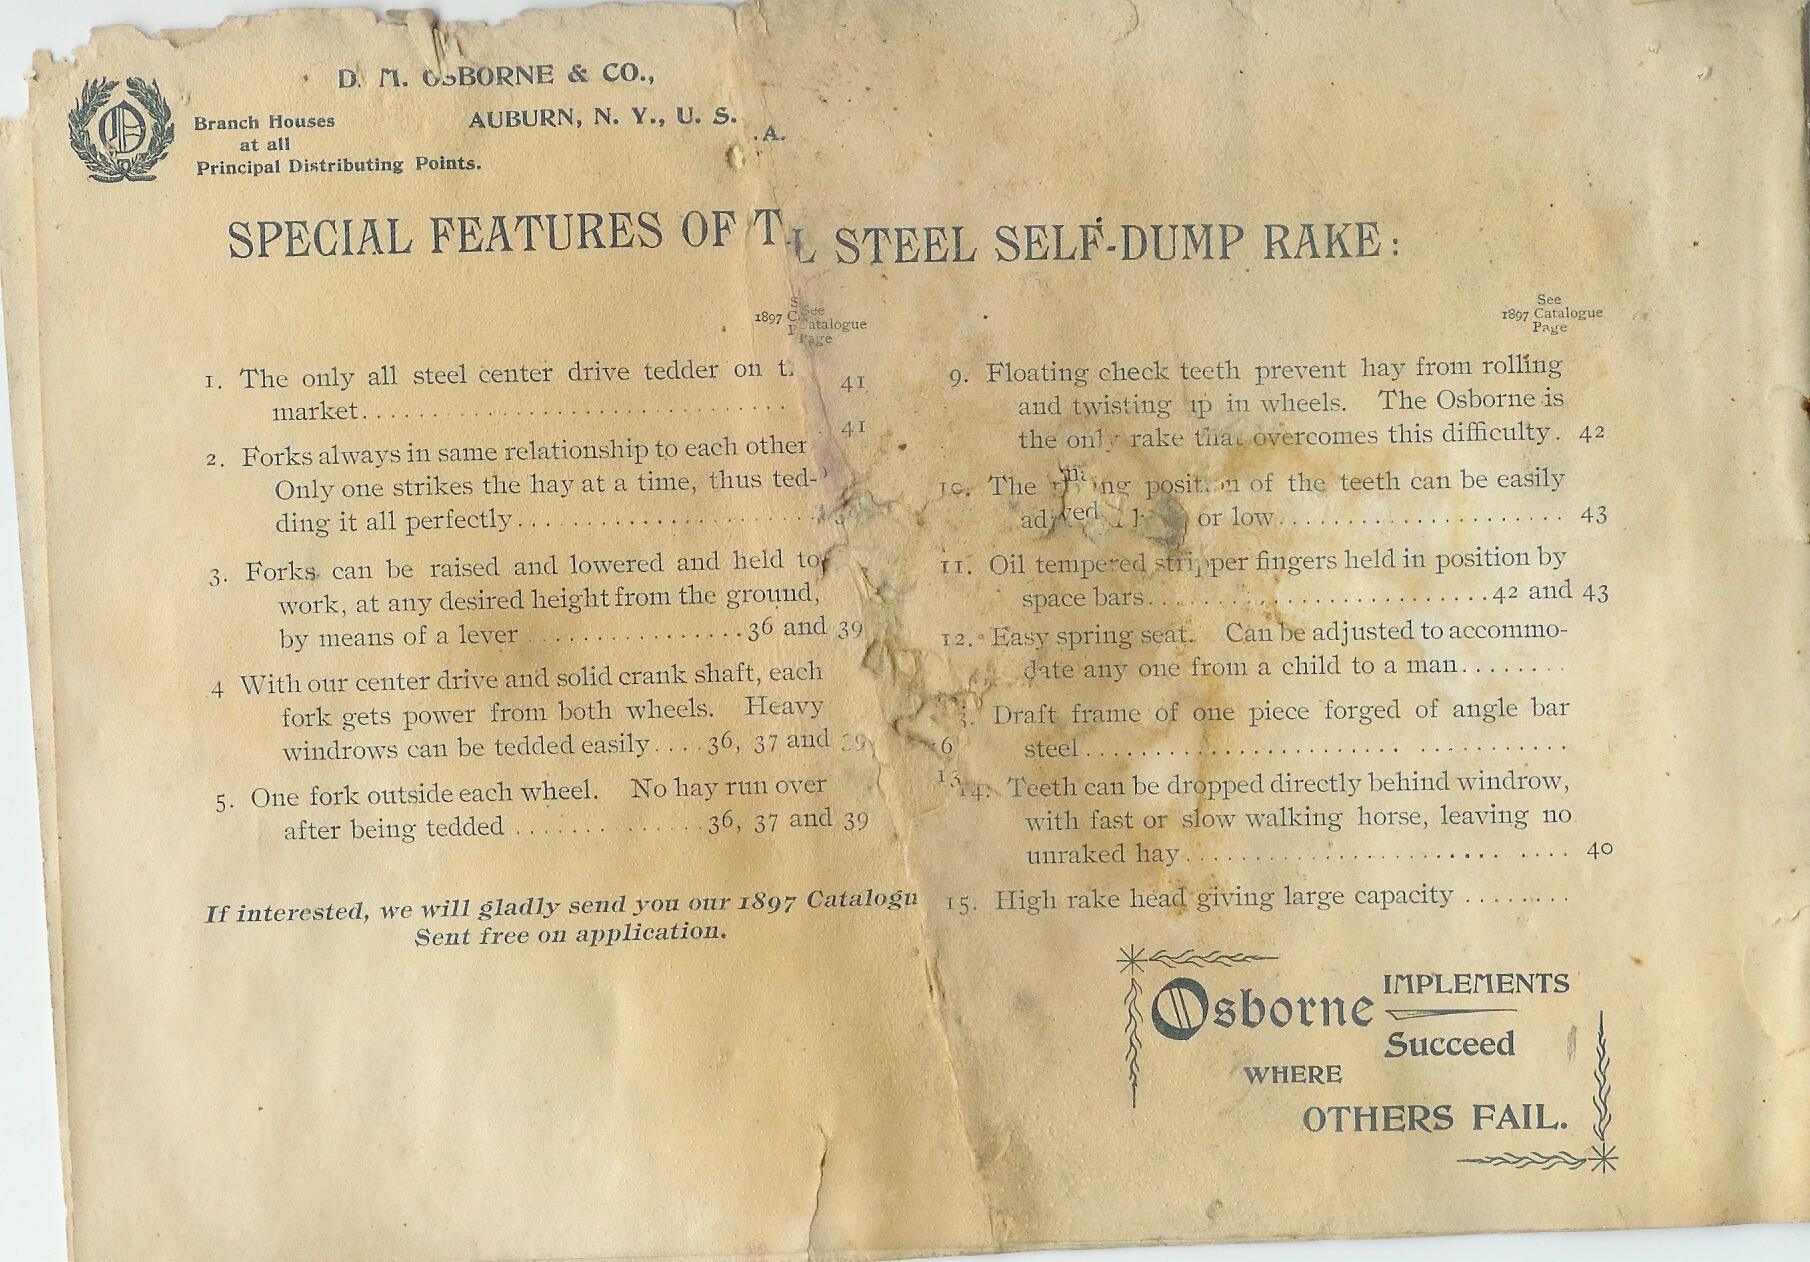 D. M. OSBORNE & CO.,
AUBURN, N. Y., U. S.
.A.
Branch Houses
at all
Principal Distributing Points.
SPECIAL FEATURES OF T
L STEEL SELF-DUMP RAKE:
See
1897 Catalogue
Page
1. The only all steel center drive tedder on
market
41
41
2. Forks always in same relationship to each other
Only one strikes the hay at a time, thus ted-
ding it all perfectly
3. Forks can be raised and lowered and held to
work, at any desired height from the ground,
by means of a lever 36 and 39
4 With our center drive and solid crank shaft, each
fork gets power from both wheels. Heavy
windrows can be tedded easily.... 36, 37 and 39
5. One fork outside each wheel. No hay run over
after being tedded 36, 37 and 39
If interested, we will gladly send you our 1897 Catalogu
Sent free on application.
See
1897 Catalogue
Page
9. Floating check teeth prevent hay from rolling
and twisting up in wheels. The Osborne is
the only rake that overcomes this difficulty. 42
10. The position of the teeth can be easily
or low 43
11. Oil tempered stripper fingers held in position by
space bars 42 and 43
12. Easy spring seat. Can be adjusted to accommo-
date any one from a child to a man
3. Draft frame of one piece forged of angle bar
6 steel
13
14. Teeth can be dropped directly behind windrow,
with fast or slow walking horse, leaving no
unraked hay 40
15. High rake head giving large capacity
Osborne IMPLEMENTS
Succeed
WHERE
OTHERS FAIL.